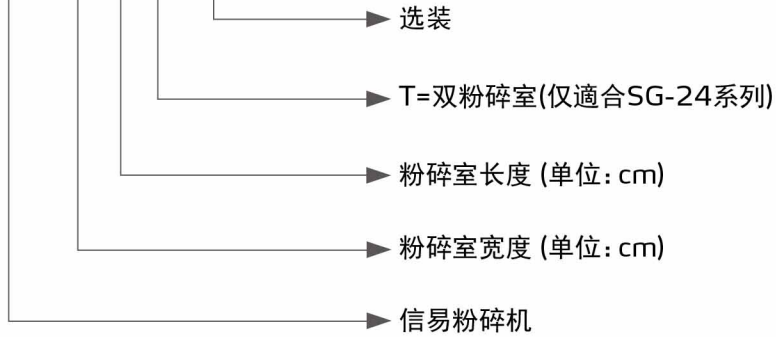 选装
T=双粉碎室(仅適合SG-24系列)
粉碎室长度 (单位: cm)
粉碎室宽度 (单位: cm)
信易粉碎机